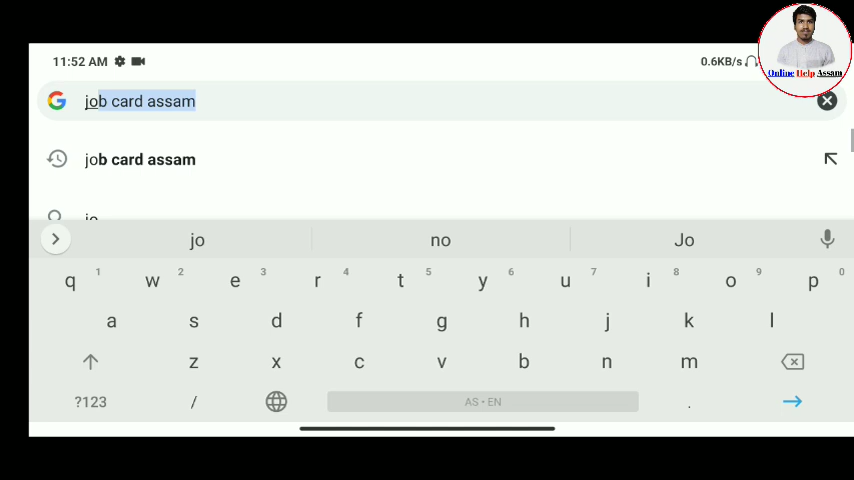 11:52 AM
0.6KB/s
Online Help Assam
job card assam
job card assam
jo
jo no Jo
q 1 w 2 e 3 r 4 t 5 y 6 u 7 i 8 o 9 p 0
a s d f g h j k l
z x c v b n m
?123 / AS • EN .